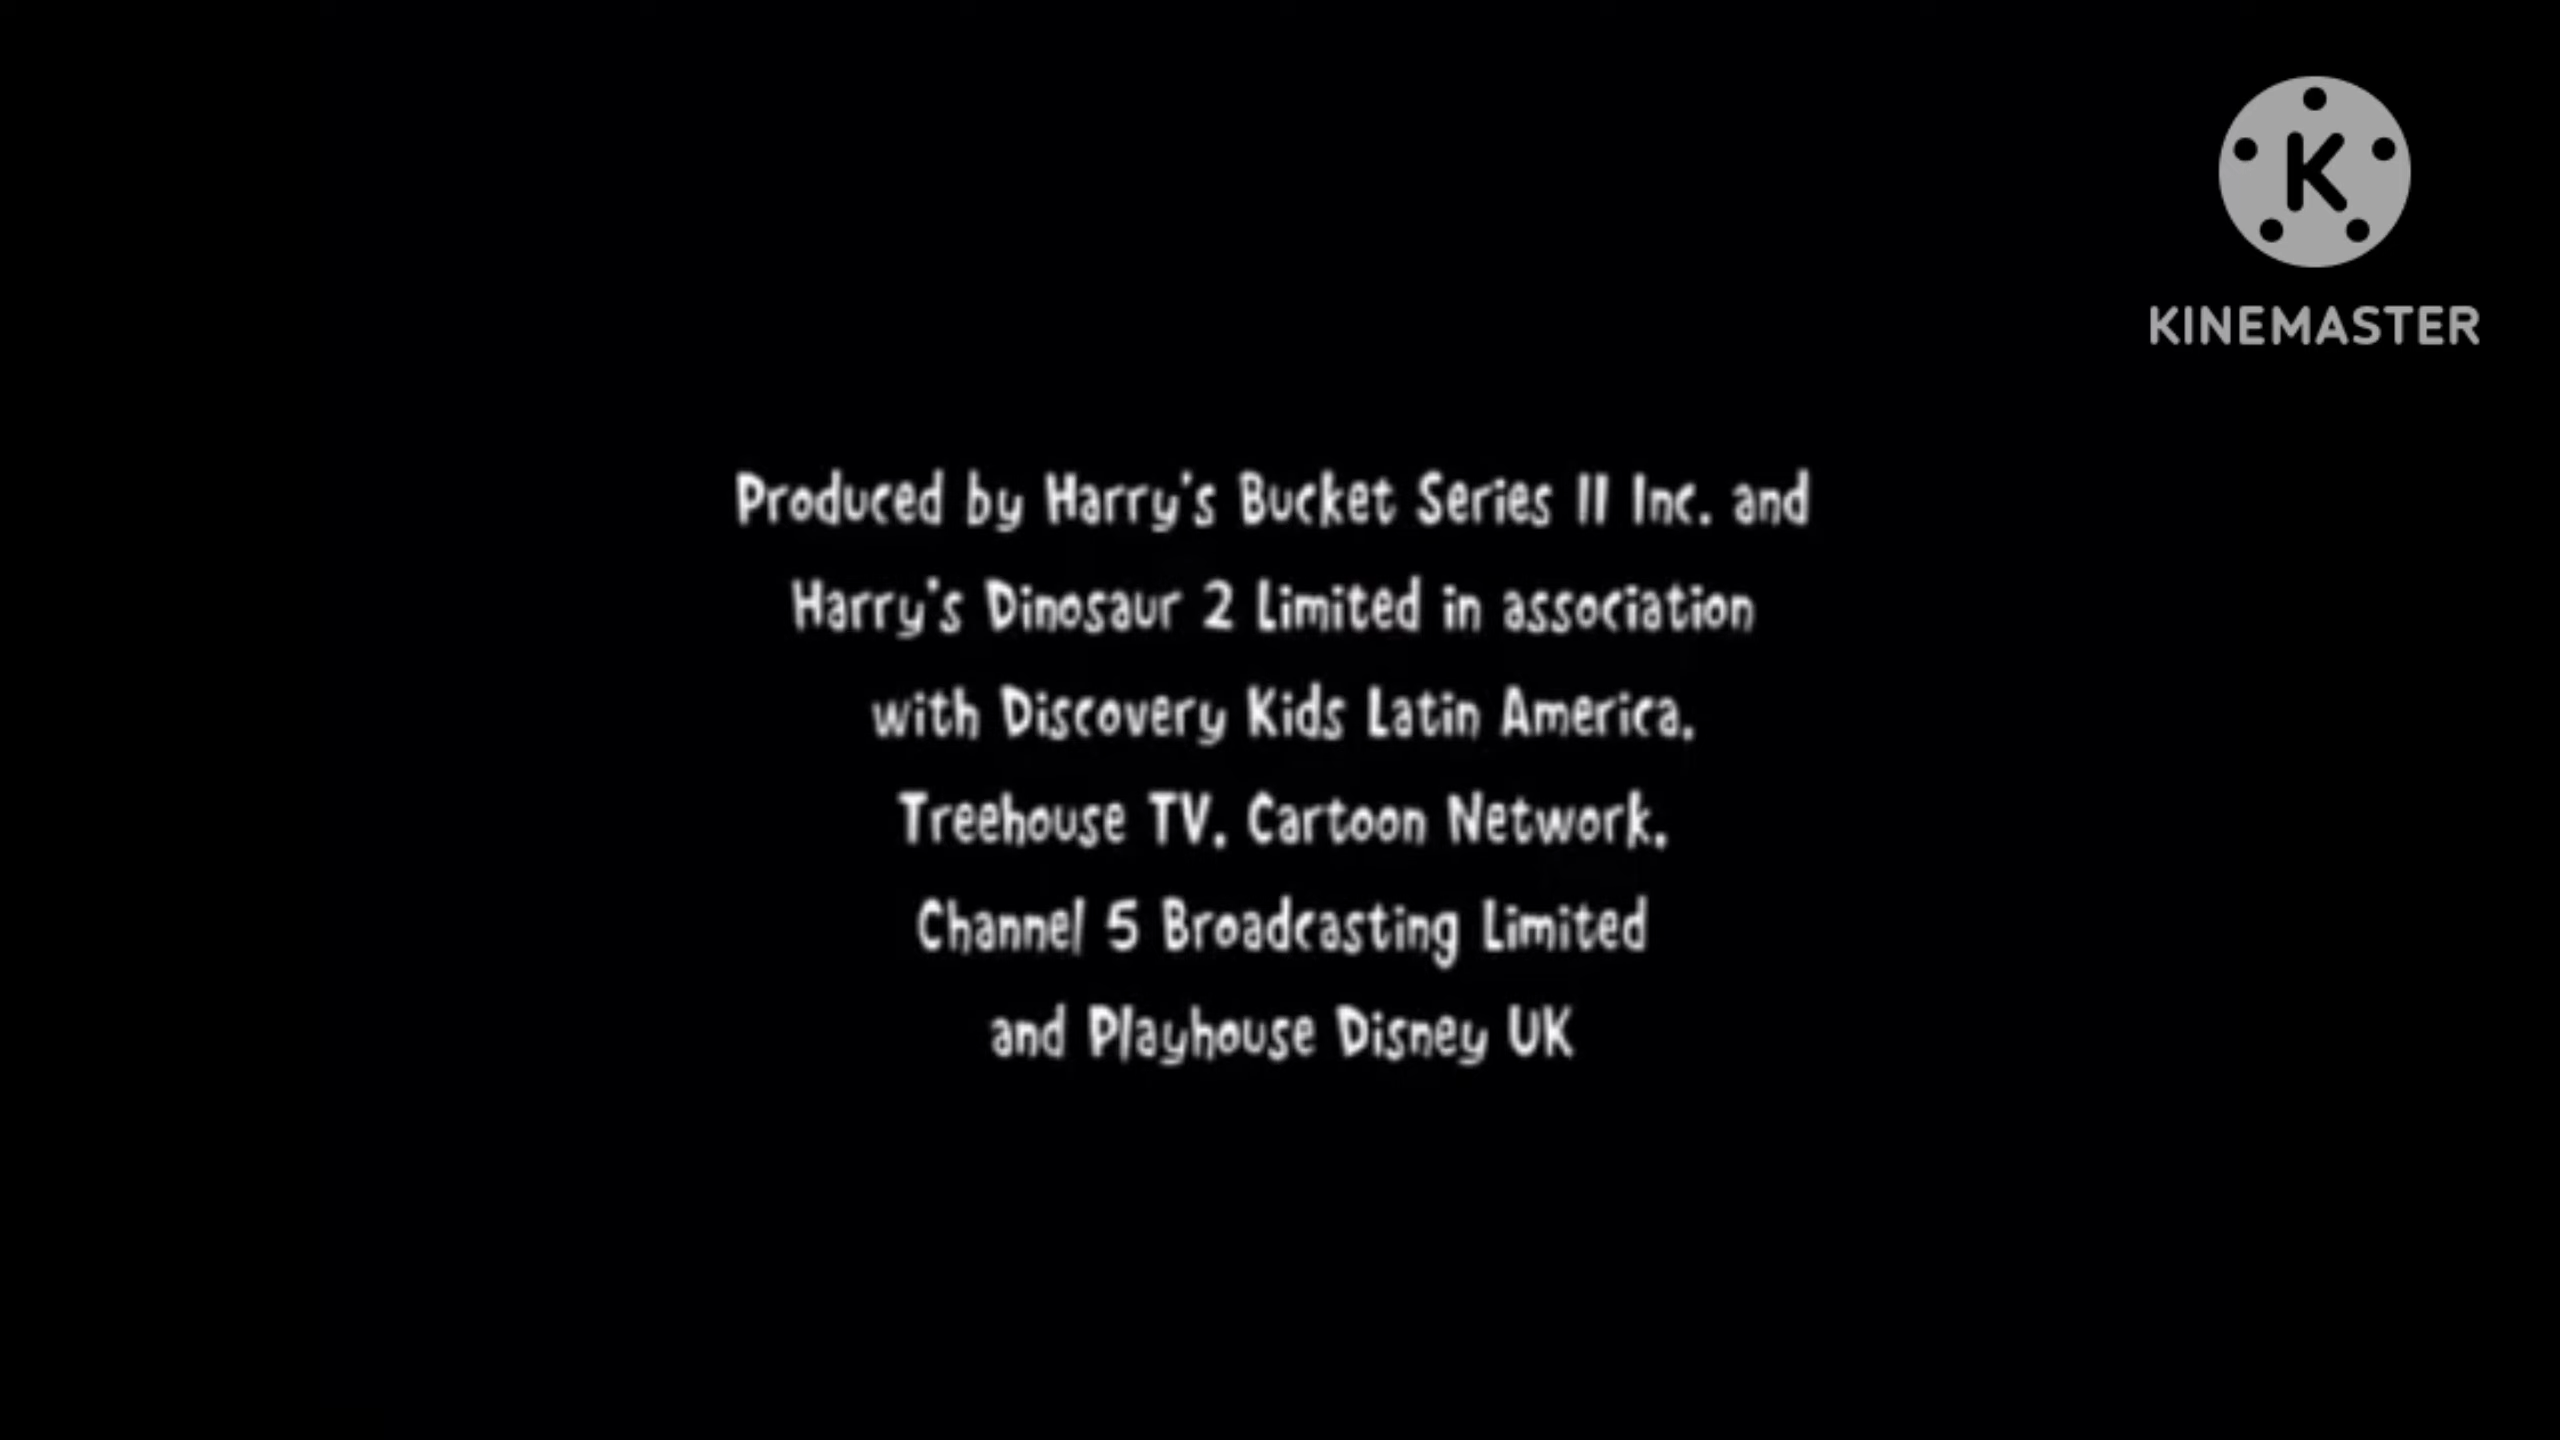 K
KINEMASTER
Produced by Harry's Bucket Series II Inc. and
Harry's Dinosaur 2 Limited in association
with Discovery Kids Latin America,
Treehouse TV, Cartoon Network,
Channel 5 Broadcasting Limited
and Playhouse Disney UK